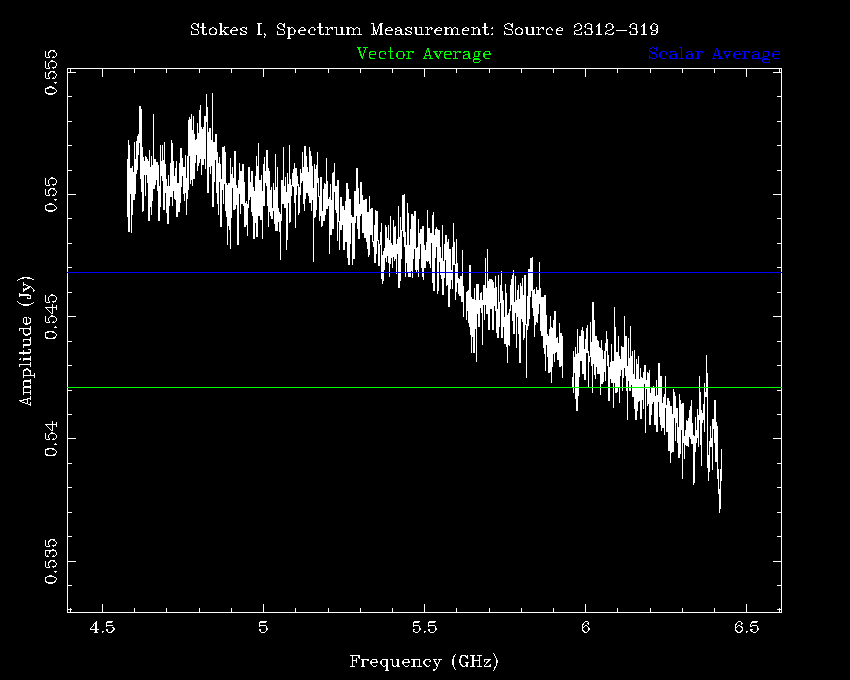 Stokes I, Spectrum Measurement: Source 2312-319
Vector Average Scalar Average
0.555
0.55
0.545
0.54
0.535
Amplitude (Jy)
4.5 5 5.5 6 6.5
Frequency (GHz)